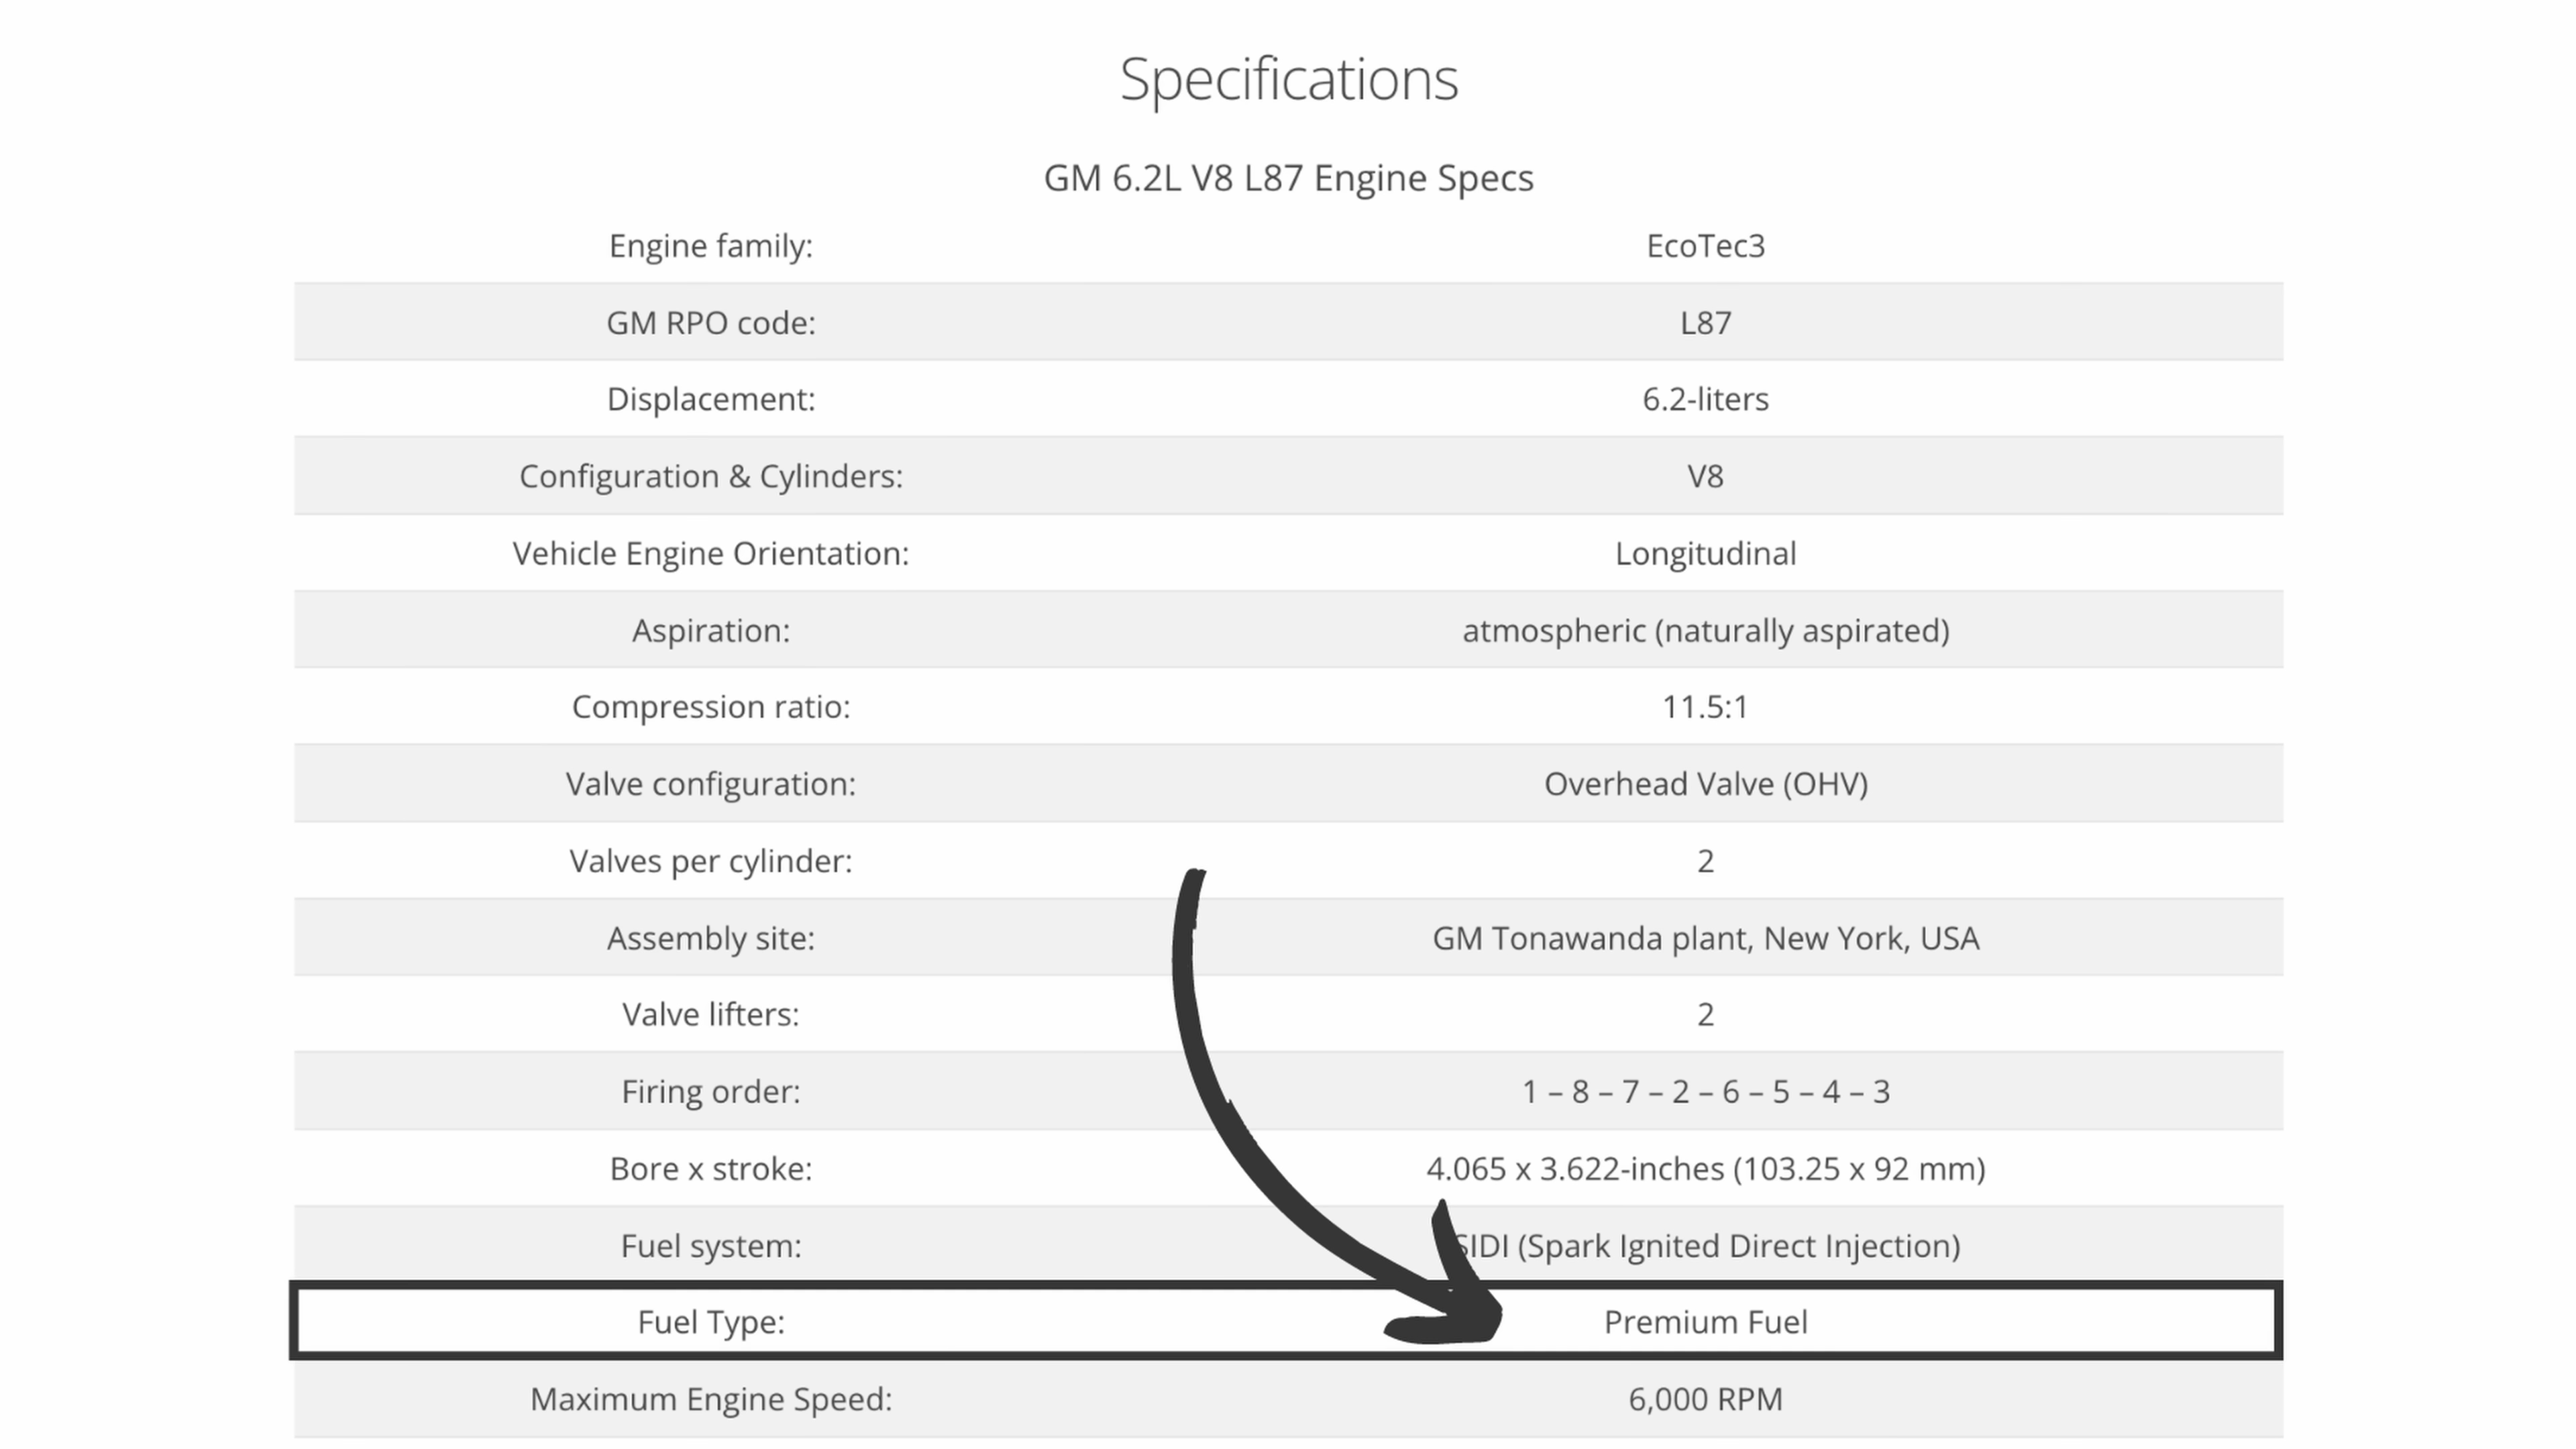 Specifications
GM 6.2L V8 L87 Engine Specs
Engine family: EcoTec3
GM RPO code: L87
Displacement: 6.2-liters
Configuration & Cylinders: V8
Vehicle Engine Orientation: Longitudinal
Aspiration: atmospheric (naturally aspirated)
Compression ratio: 11.5:1
Valve configuration: Overhead Valve (OHV)
Valves per cylinder: 2
Assembly site: GM Tonawanda plant, New York, USA
Valve lifters: 2
Firing order: 1 – 8 – 7 – 2 – 6 – 5 – 4 – 3
Bore x stroke: 4.065 x 3.622-inches (103.25 x 92 mm)
Fuel system: SIDI (Spark Ignited Direct Injection)
Fuel Type: Premium Fuel
Maximum Engine Speed: 6,000 RPM